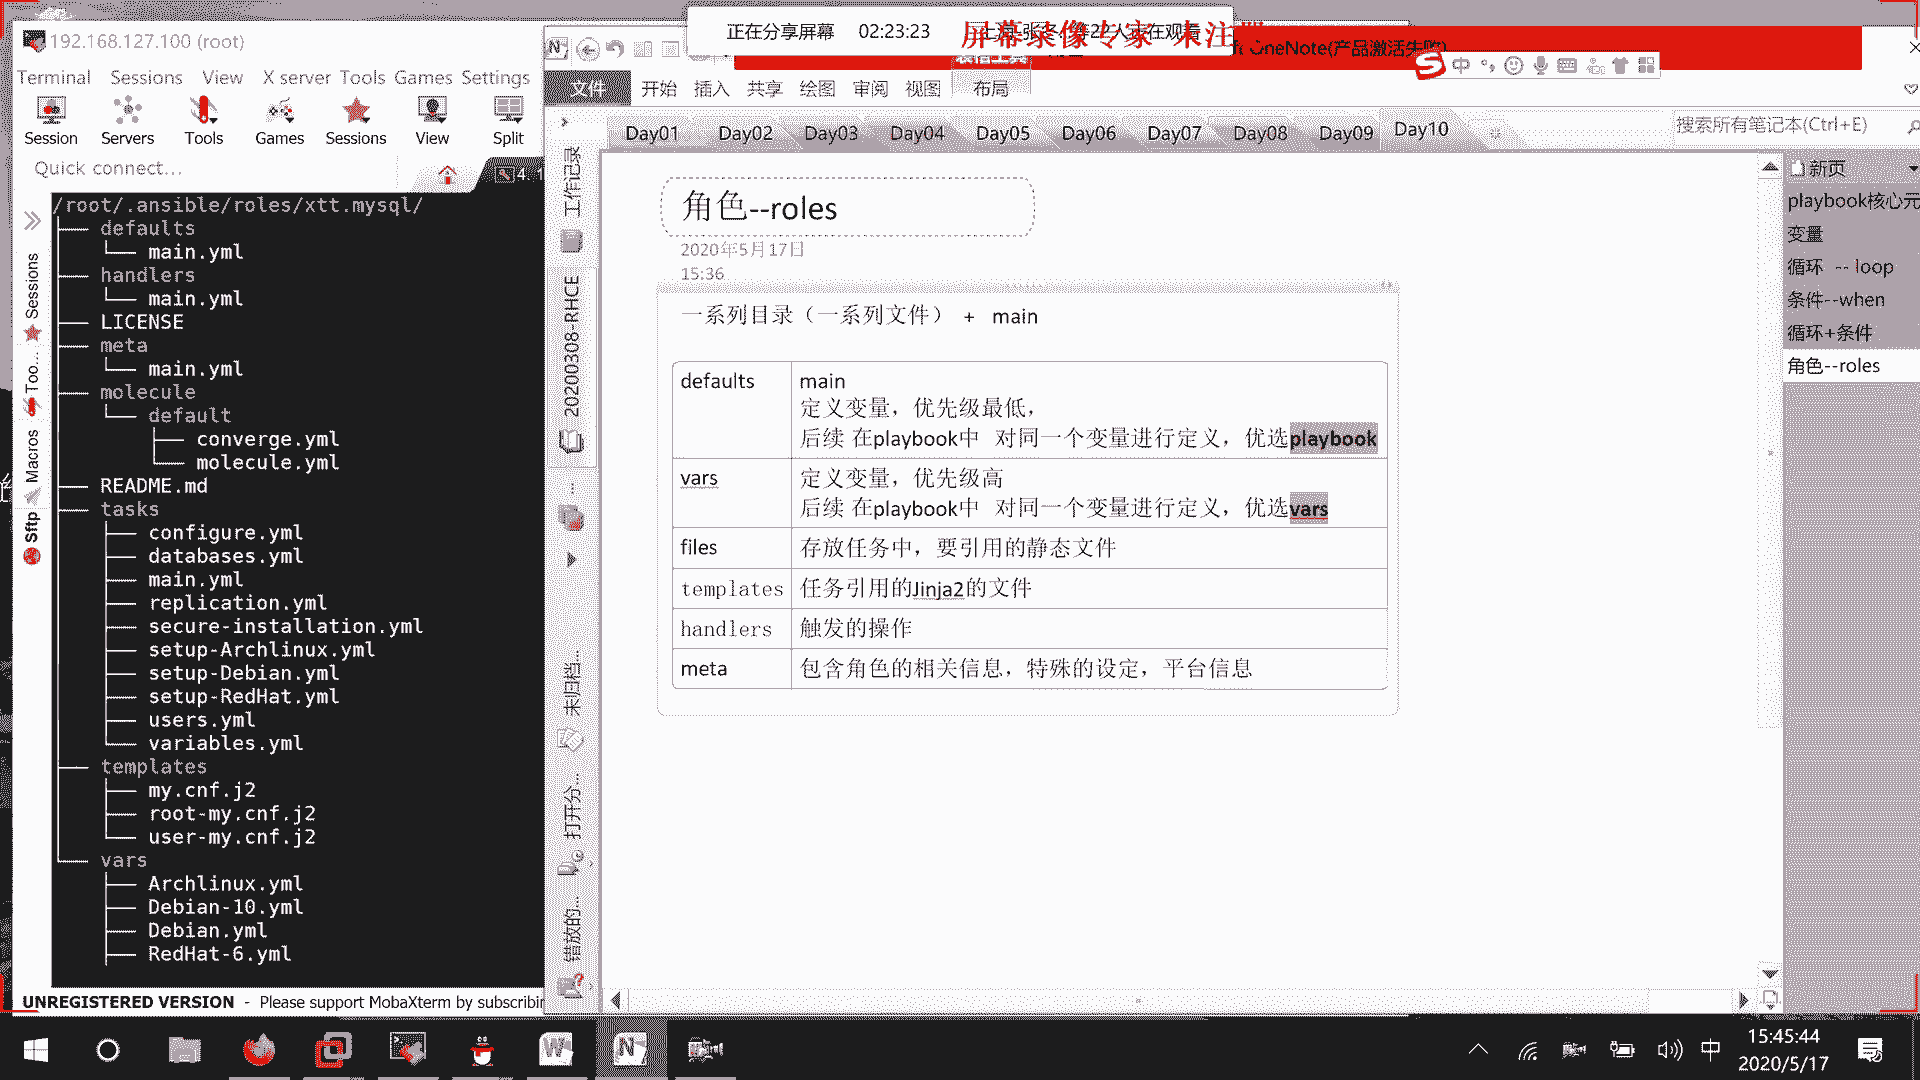 正在分享屏幕 02:23:23
屏幕录像专家 未注
192.168.127.100 (root)
OneNote(产品激活失败)
Terminal Sessions View X server Tools Games Settings
Session Servers Tools Games Sessions View Split
Quick connect...
4. 1
文件 开始 插入 共享 绘图 审阅 视图 布局
Day01 Day02 Day03 Day04 Day05 Day06 Day07 Day08 Day09 Day10
搜索所有笔记本(Ctrl+E)
Sessions
Too...
Macros
Sftp
/root/.ansible/roles/xtt.mysql/
├── defaults
│   └── main.yml
├── handlers
│   └── main.yml
├── LICENSE
├── meta
│   └── main.yml
├── molecule
│   └── default
│       ├── converge.yml
│       └── molecule.yml
├── README.md
├── tasks
│   ├── configure.yml
│   ├── databases.yml
│   ├── main.yml
│   ├── replication.yml
│   ├── secure-installation.yml
│   ├── setup-Archlinux.yml
│   ├── setup-Debian.yml
│   ├── setup-RedHat.yml
│   ├── users.yml
│   └── variables.yml
├── templates
│   ├── my.cnf.j2
│   ├── root-my.cnf.j2
│   └── user-my.cnf.j2
└── vars
    ├── Archlinux.yml
    ├── Debian-10.yml
    ├── Debian.yml
    ├── RedHat-6.yml
UNREGISTERED VERSION - Please support MobaXterm by subscribin
工作记录
20200308-RHCE
未归档...
打开分...
错放的...
角色--roles
2020年5月17日
15:36
一系列目录（一系列文件） + main
defaults
main
定义变量，优先级最低，
后续 在playbook中 对同一个变量进行定义，优选playbook
vars
定义变量，优先级高
后续 在playbook中 对同一个变量进行定义，优选vars
files 存放任务中，要引用的静态文件
templates 任务引用的Jinja2的文件
handlers 触发的操作
meta 包含角色的相关信息，特殊的设定，平台信息
新页
playbook核心元
变量
循环 -- loop
条件--when
循环+条件
角色--roles
中
中
15:45:44
2020/5/17